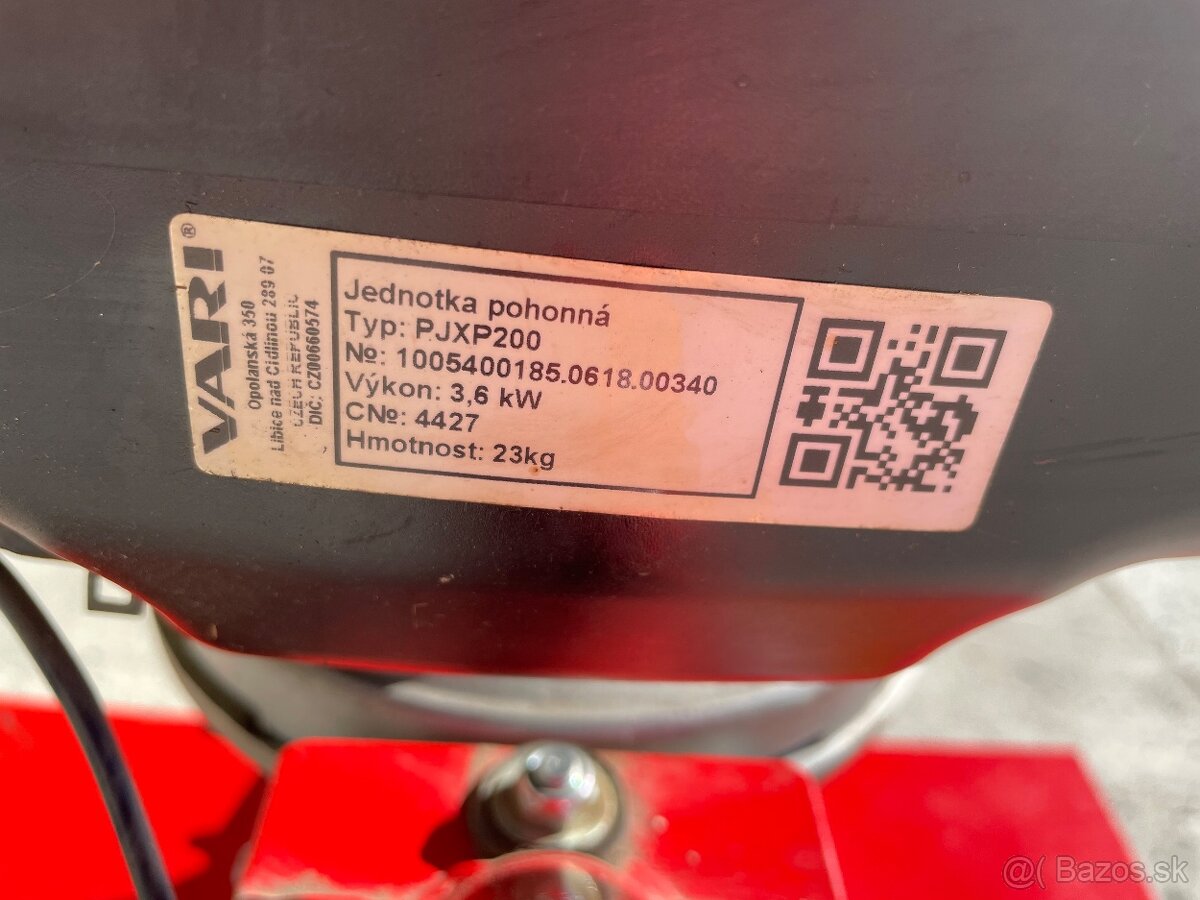 VARI®
Opolanská 350
Libice nad Cidlinou 289 07
CZECH REPUBLIC
DIČ: CZ00660574
Jednotka pohonná
Typ: PJXP200
№: 1005400185.0618.00340
Výkon: 3,6 kW
C№: 4427
Hmotnost: 23kg
Bazos.sk